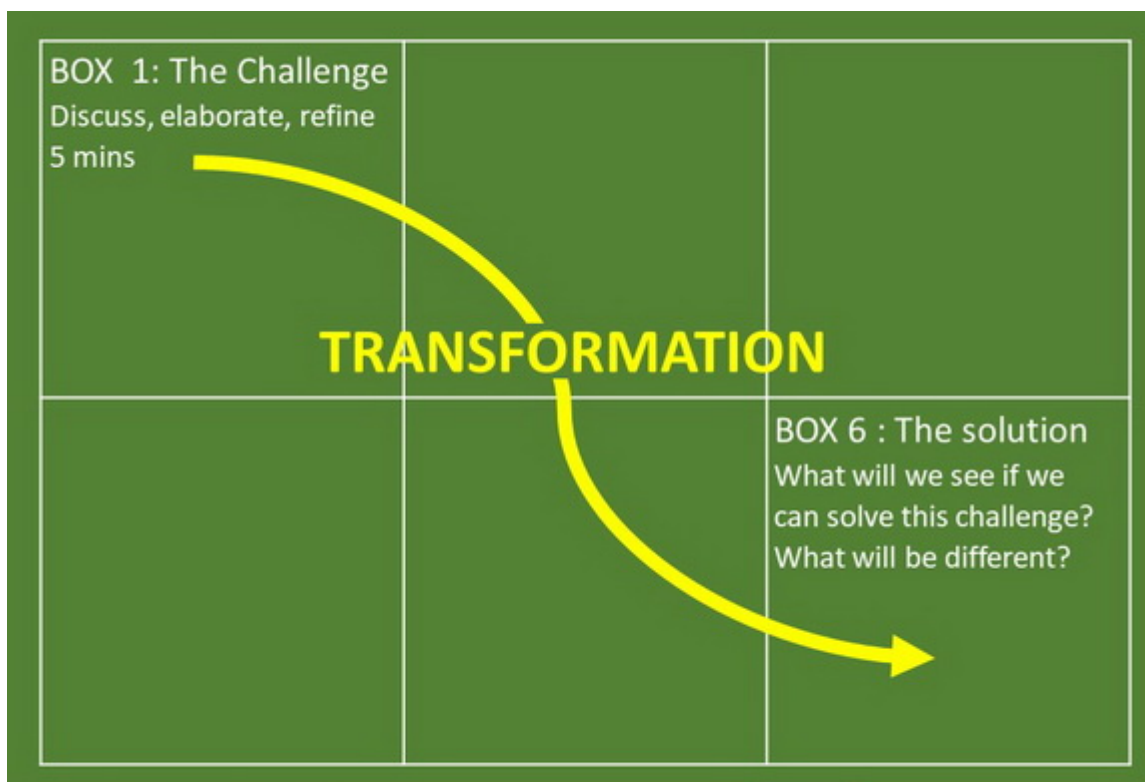 BOX  1: The Challenge
Discuss, elaborate, refine
5 mins
TRANSFORMATION
BOX 6 : The solution
What will we see if we
can solve this challenge?
What will be different?